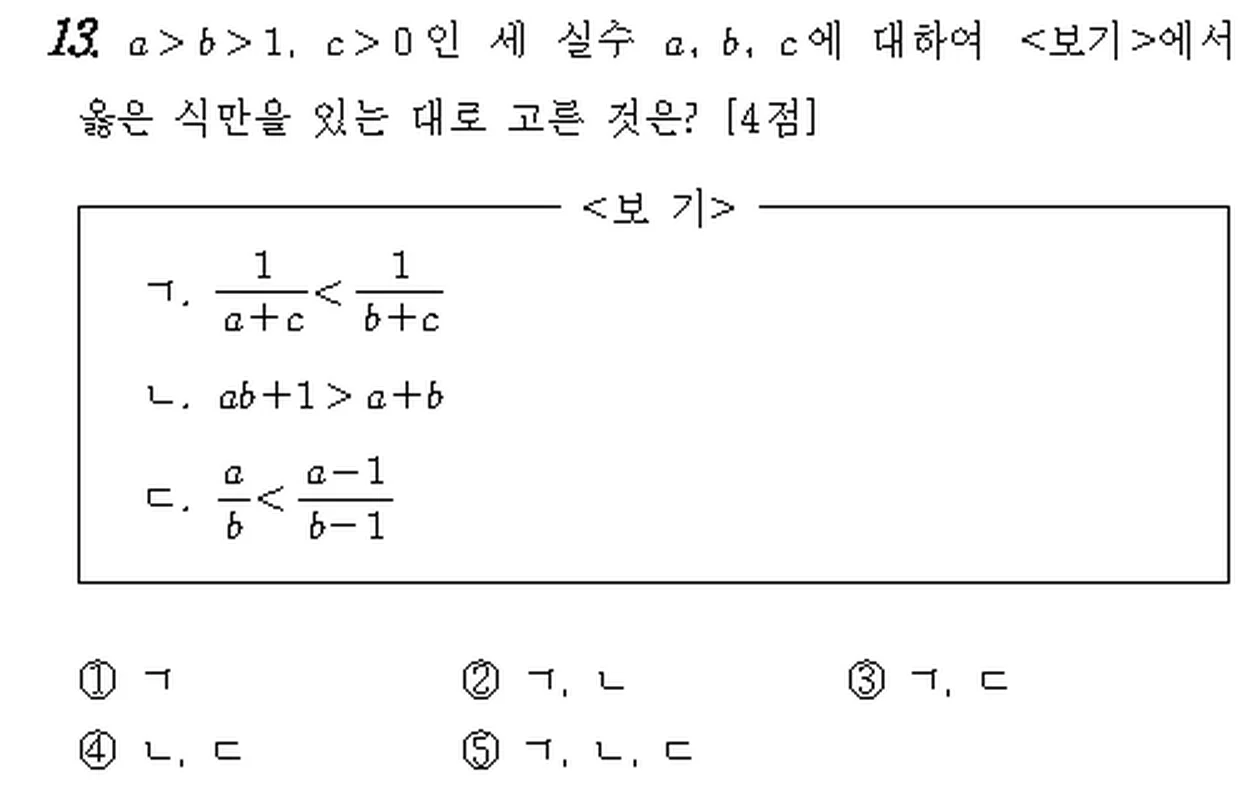 13. a>b>1, c>0인 세 실수 a, b, c에 대하여 <보기>에서
옳은 식만을 있는 대로 고른 것은? [4점]
<보 기>
ㄱ. 1/(a+c) < 1/(b+c)
ㄴ. ab+1>a+b
ㄷ. a/b < (a-1)/(b-1)
① ㄱ ② ㄱ, ㄴ ③ ㄱ, ㄷ
④ ㄴ, ㄷ ⑤ ㄱ, ㄴ, ㄷ